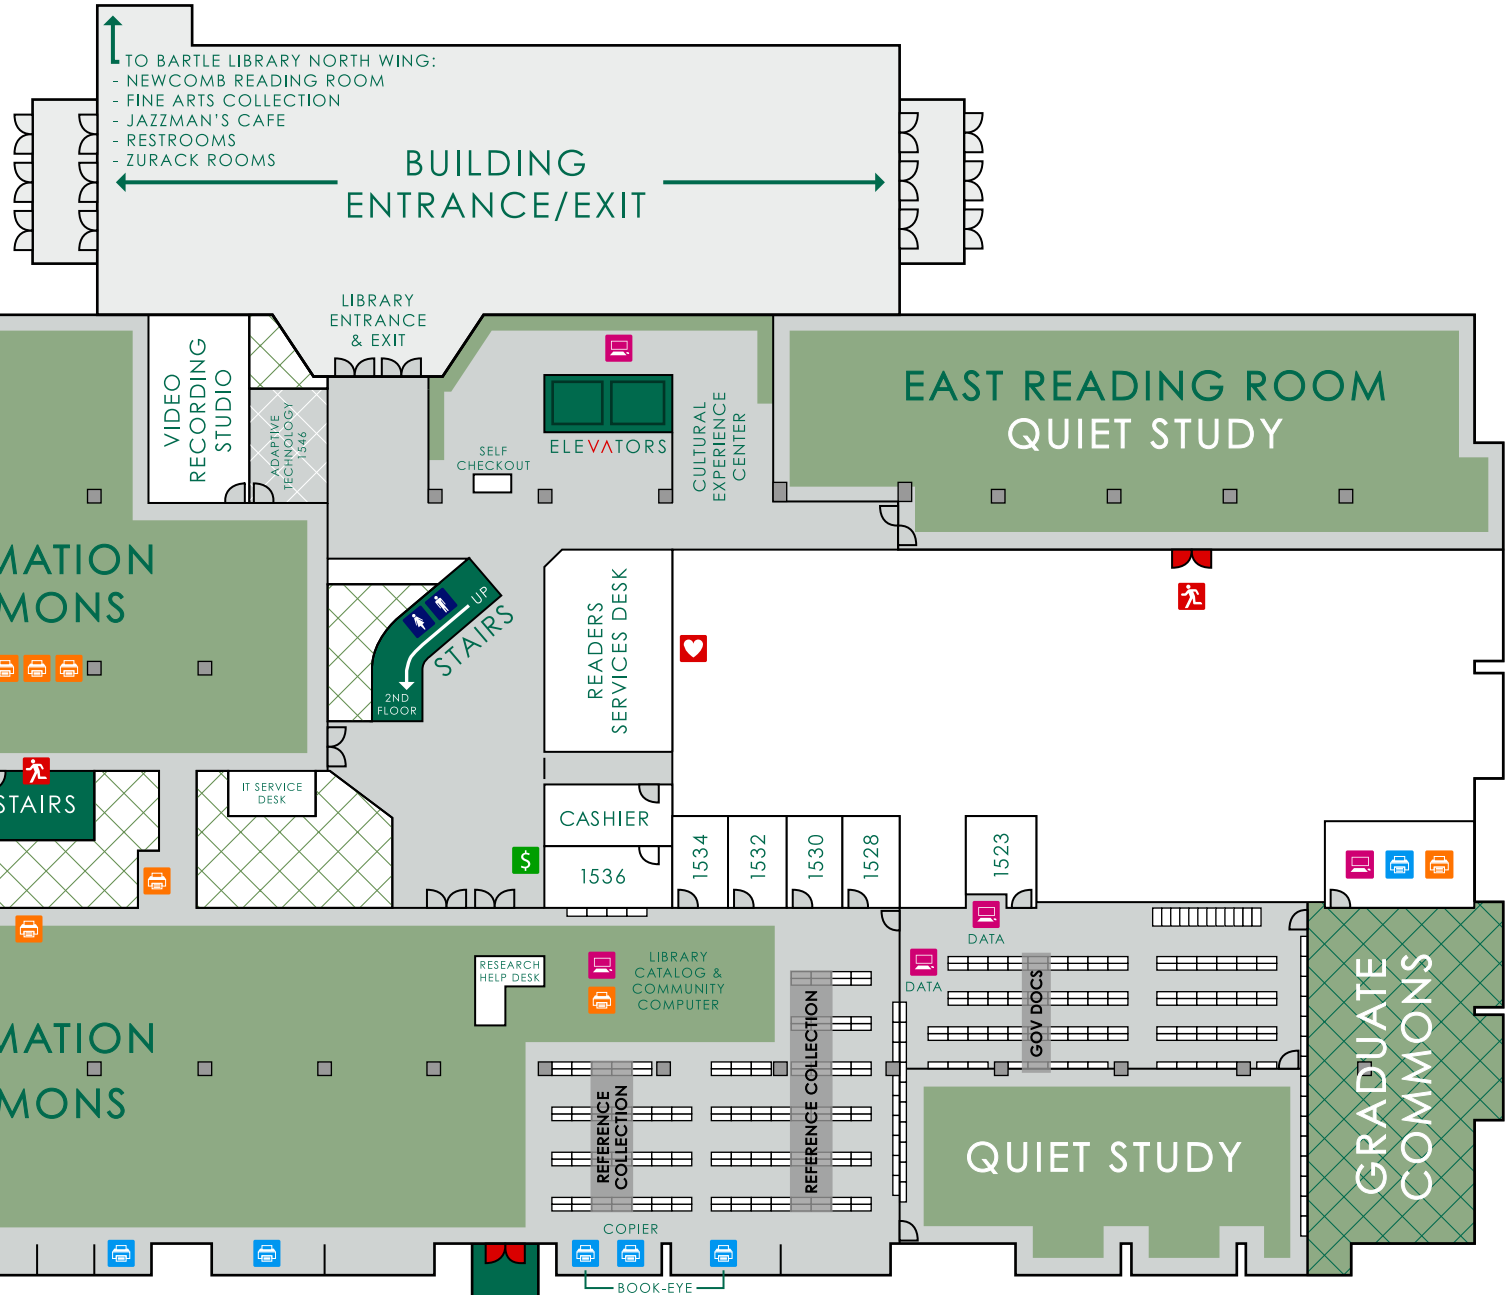 TO BARTLE LIBRARY NORTH WING:
- NEWCOMB READING ROOM
- FINE ARTS COLLECTION
- JAZZMAN'S CAFE
- RESTROOMS
- ZURACK ROOMS
BUILDING
ENTRANCE/EXIT
LIBRARY
ENTRANCE
& EXIT
VIDEO
RECORDING
STUDIO
ADAPTIVE
TECHNOLOGY
1546
SELF
CHECKOUT
ELEVATORS
CULTURAL
EXPERIENCE
CENTER
EAST READING ROOM
QUIET STUDY
MATION
MONS
UP
STAIRS
2ND
FLOOR
READERS
SERVICES DESK
STAIRS
IT SERVICE
DESK
CASHIER
$
1536
1534
1532
1530
1528
1523
DATA
DATA
RESEARCH
HELP DESK
LIBRARY
CATALOG &
COMMUNITY
COMPUTER
REFERENCE COLLECTION
GOV DOCS
GRADUATE
COMMONS
MATION
MONS
REFERENCE
COLLECTION
QUIET STUDY
COPIER
BOOK-EYE